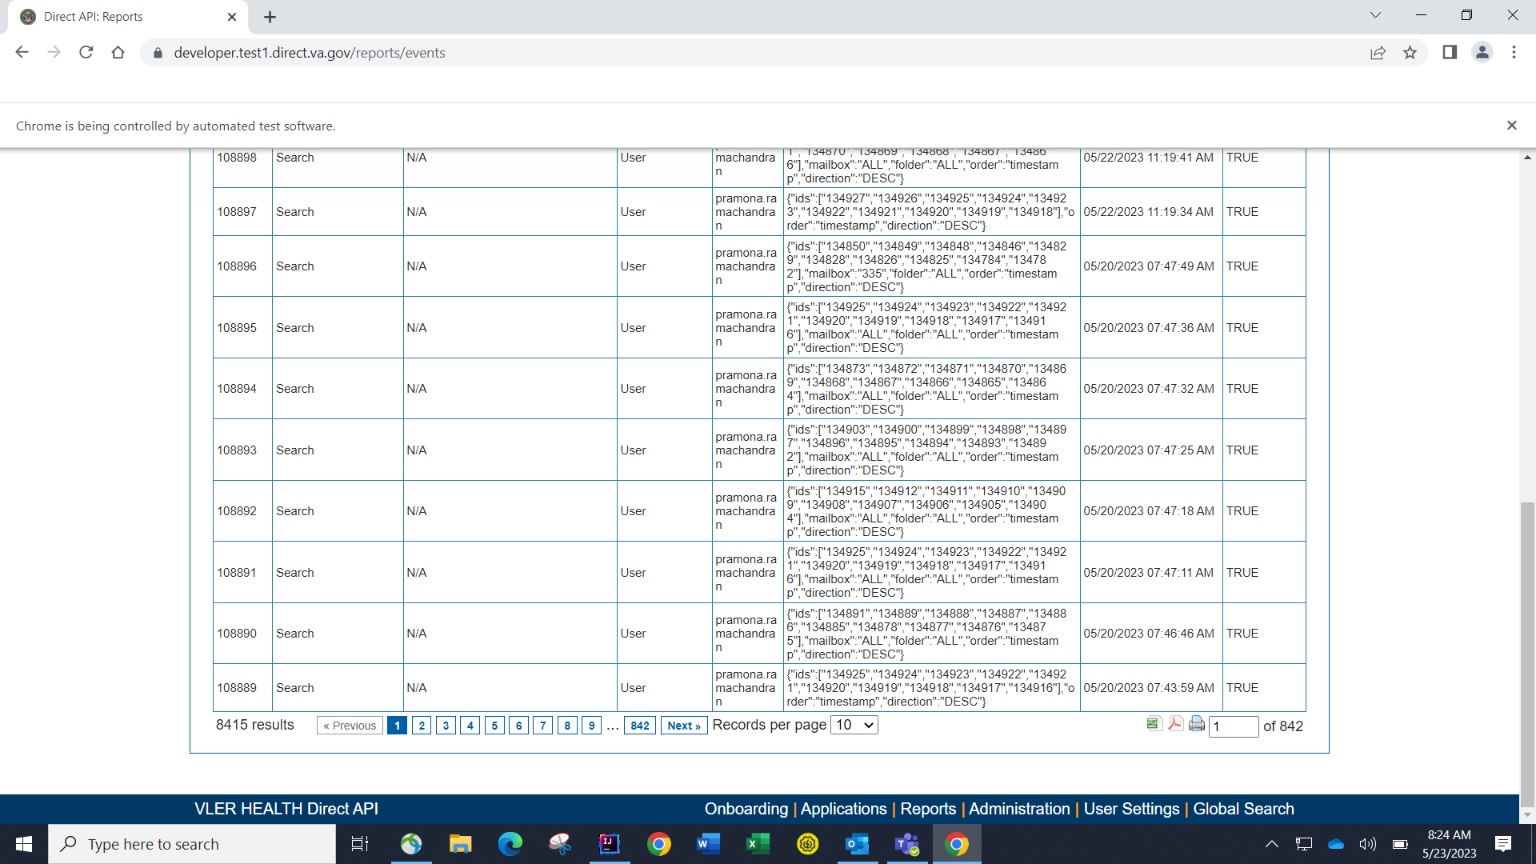 Direct API: Reports
developer.test1.direct.va.gov/reports/events
Chrome is being controlled by automated test software.
108898 Search N/A User machandra n 1","134870","134869","134868","134867","13486 6"],"mailbox":"ALL","folder":"ALL","order":"timestam p","direction":"DESC"} 05/22/2023 11:19:41 AM TRUE
108897 Search N/A User pramona.ra machandra n {"ids":["134927","134926","134925","134924","13492 3","134922","134921","134920","134919","134918"],"o rder":"timestamp","direction":"DESC"} 05/22/2023 11:19:34 AM TRUE
108896 Search N/A User pramona.ra machandra n {"ids":["134850","134849","134848","134846","13482 9","134828","134826","134825","134784","13478 2"],"mailbox":"335","folder":"ALL","order":"timestam p","direction":"DESC"} 05/20/2023 07:47:49 AM TRUE
108895 Search N/A User pramona.ra machandra n {"ids":["134925","134924","134923","134922","13492 1","134920","134919","134918","134917","13491 6"],"mailbox":"ALL","folder":"ALL","order":"timestam p","direction":"DESC"} 05/20/2023 07:47:36 AM TRUE
108894 Search N/A User pramona.ra machandra n {"ids":["134873","134872","134871","134870","13486 9","134868","134867","134866","134865","13486 4"],"mailbox":"ALL","folder":"ALL","order":"timestam p","direction":"DESC"} 05/20/2023 07:47:32 AM TRUE
108893 Search N/A User pramona.ra machandra n {"ids":["134903","134900","134899","134898","13489 7","134896","134895","134894","134893","13489 2"],"mailbox":"ALL","folder":"ALL","order":"timestam p","direction":"DESC"} 05/20/2023 07:47:25 AM TRUE
108892 Search N/A User pramona.ra machandra n {"ids":["134915","134912","134911","134910","13490 9","134908","134907","134906","134905","13490 4"],"mailbox":"ALL","folder":"ALL","order":"timestam p","direction":"DESC"} 05/20/2023 07:47:18 AM TRUE
108891 Search N/A User pramona.ra machandra n {"ids":["134925","134924","134923","134922","13492 1","134920","134919","134918","134917","13491 6"],"mailbox":"ALL","folder":"ALL","order":"timestam p","direction":"DESC"} 05/20/2023 07:47:11 AM TRUE
108890 Search N/A User pramona.ra machandra n {"ids":["134891","134889","134888","134887","13488 6","134885","134878","134877","134876","13487 5"],"mailbox":"ALL","folder":"ALL","order":"timestam p","direction":"DESC"} 05/20/2023 07:46:46 AM TRUE
108889 Search N/A User pramona.ra machandra n {"ids":["134925","134924","134923","134922","13492 1","134920","134919","134918","134917","134916"],"o rder":"timestamp","direction":"DESC"} 05/20/2023 07:43:59 AM TRUE
8415 results « Previous 1 2 3 4 5 6 7 8 9 ... 842 Next » Records per page 10 1 of 842
VLER HEALTH Direct API Onboarding | Applications | Reports | Administration | User Settings | Global Search
Type here to search
8:24 AM
5/23/2023